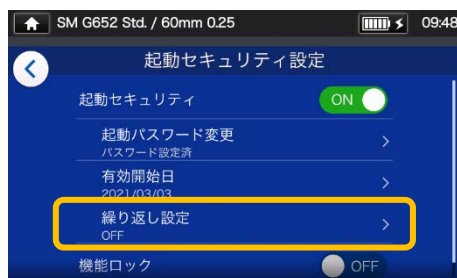 SM G652 Std. / 60mm 0.25 09:48
起動セキュリティ設定
起動セキュリティ ON
起動パスワード変更
パスワード設定済
有効開始日
2021/03/03
繰り返し設定
OFF
機能ロック OFF